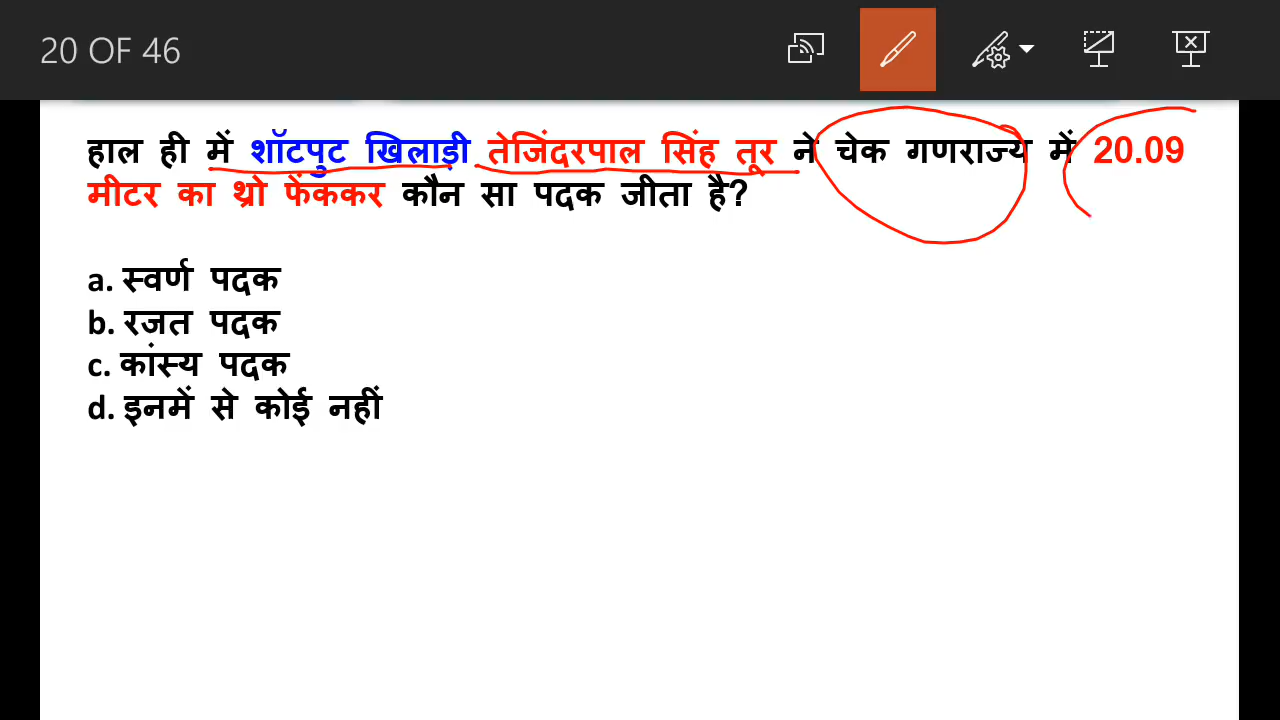 20 OF 46
हाल ही में शॉटपुट खिलाड़ी तेजिंदरपाल सिंह तूर ने चेक गणराज्य में 20.09
मीटर का थ्रो फेंककर कौन सा पदक जीता है?
a. स्वर्ण पदक
b. रजत पदक
c. कांस्य पदक
d. इनमें से कोई नहीं